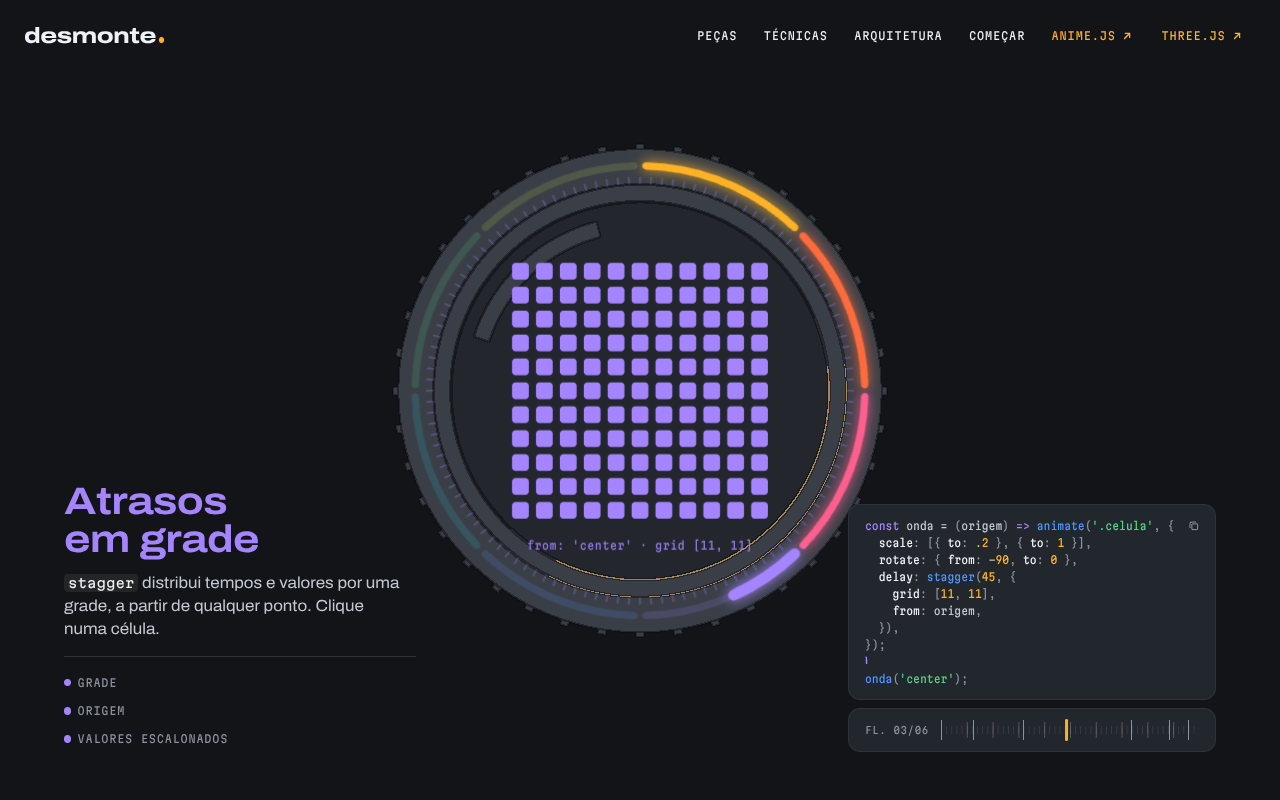 desmonte.
PEÇAS TÉCNICAS ARQUITETURA COMEÇAR ANIME.JS ↗ THREE.JS ↗
from: 'center' · grid [11, 11]
Atrasos
em grade
stagger distribui tempos e valores por uma
grade, a partir de qualquer ponto. Clique
numa célula.
GRADE
ORIGEM
VALORES ESCALONADOS
const onda = (origem) => animate('.celula', {
  scale: [{ to: .2 }, { to: 1 }],
  rotate: { from: −90, to: 0 },
  delay: stagger(45, {
    grid: [11, 11],
    from: origem,
  }),
});
onda('center');
FL. 03/06